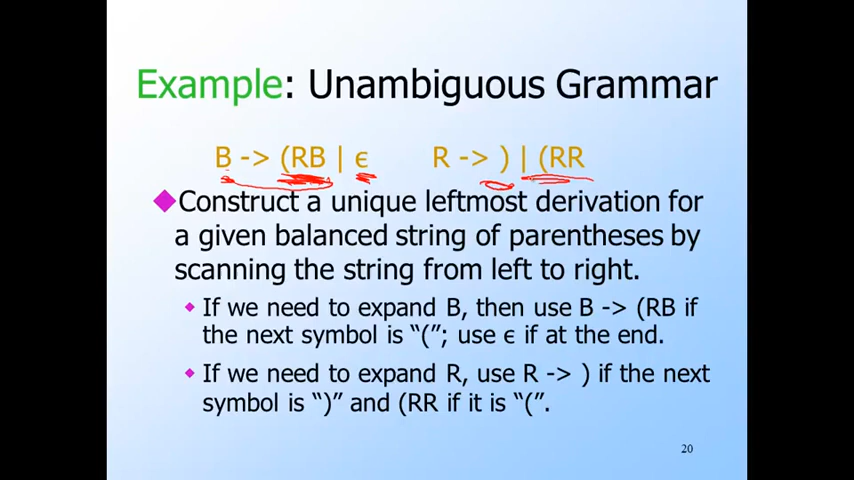 Example: Unambiguous Grammar
B -> (RB | ϵ R -> ) | (RR
Construct a unique leftmost derivation for
a given balanced string of parentheses by
scanning the string from left to right.
If we need to expand B, then use B -> (RB if
the next symbol is “(”; use ϵ if at the end.
If we need to expand R, use R -> ) if the next
symbol is “)” and (RR if it is “(”.
20